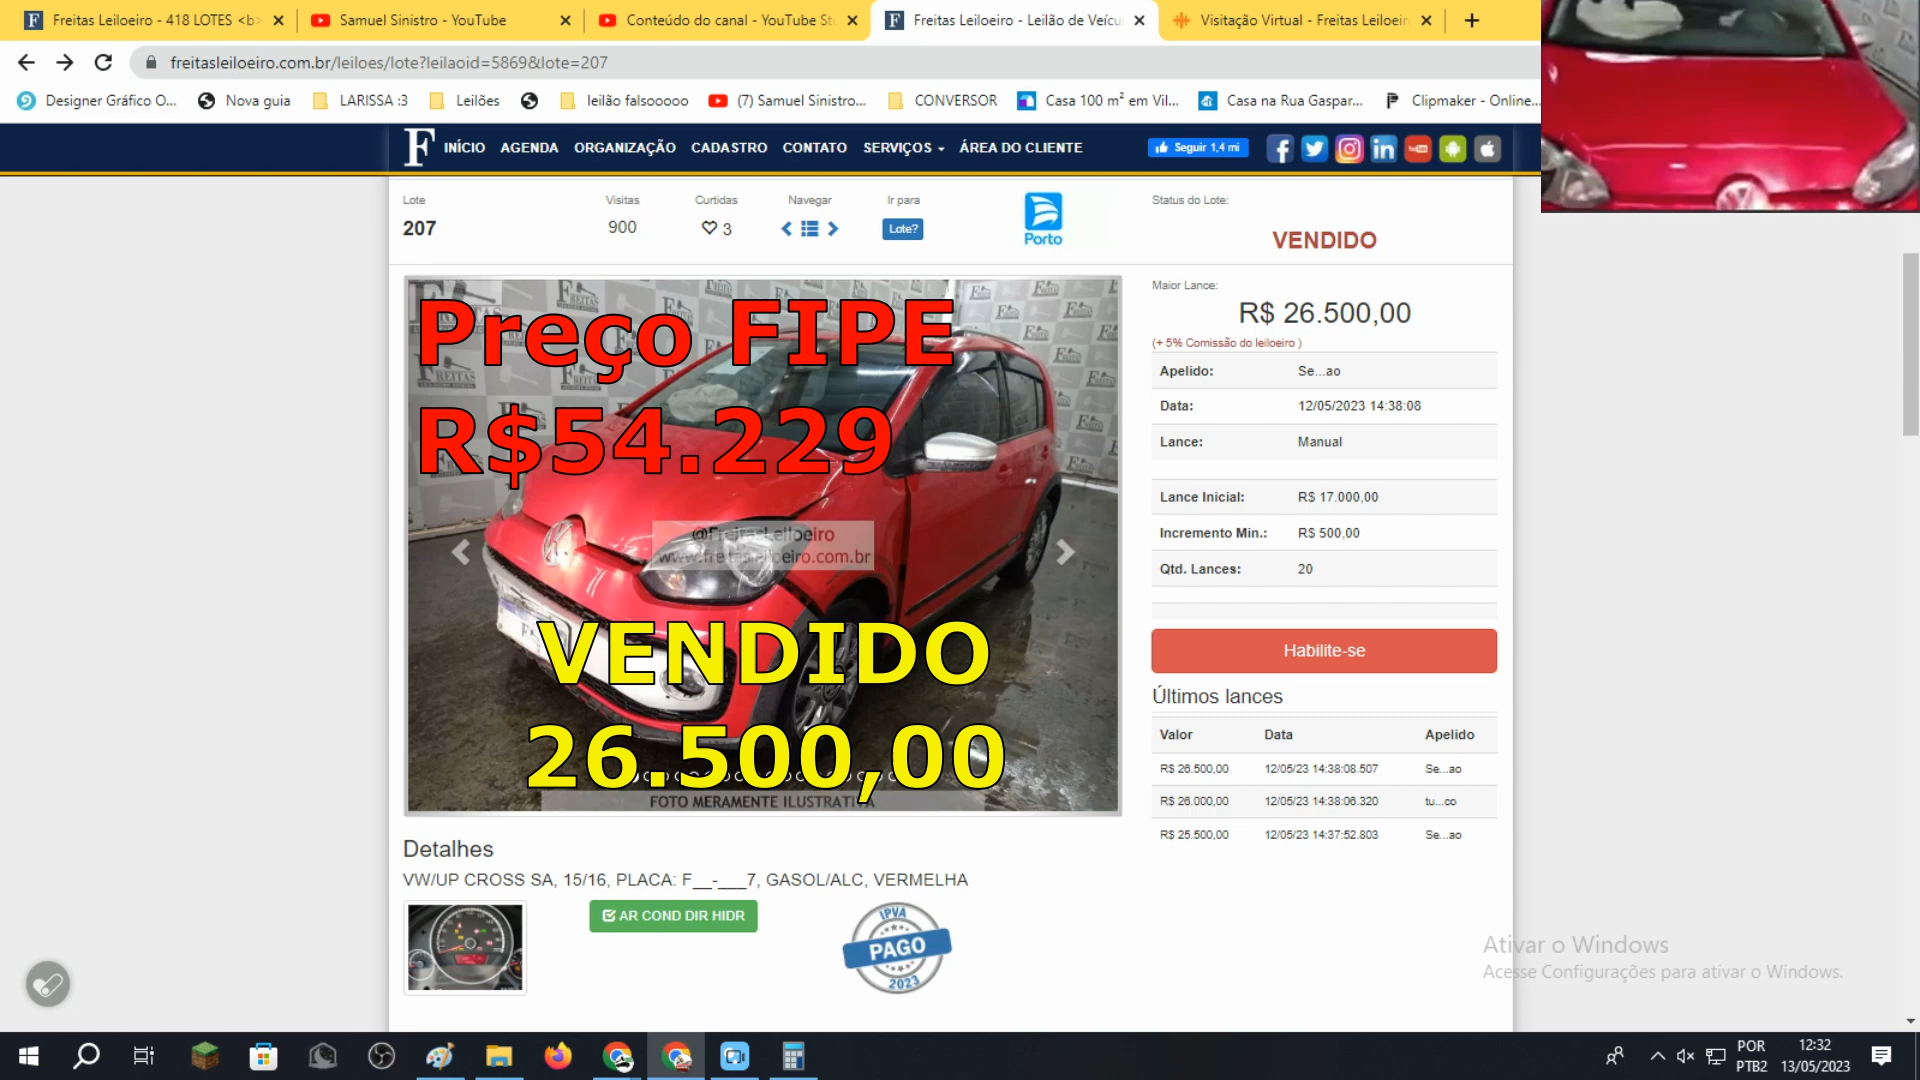 Freitas Leiloeiro - 418 LOTES <b>
Samuel Sinistro - YouTube
Conteúdo do canal - YouTube Stu
Freitas Leiloeiro - Leilão de Veícu
Visitação Virtual - Freitas Leiloeir
freitasleiloeiro.com.br/leiloes/lote?leilaoid=5869&lote=207
Designer Gráfico O...
Nova guia
LARISSA :3
Leilões
leilão falsooooo
(7) Samuel Sinistro...
CONVERSOR
Casa 100 m² em Vil...
Casa na Rua Gaspar...
Clipmaker - Online...
F INÍCIO AGENDA ORGANIZAÇÃO CADASTRO CONTATO SERVIÇOS ÁREA DO CLIENTE
Seguir 1,4 mi
Lote
207
Visitas
900
Curtidas
3
Navegar
Ir para
Lote?
Porto
Status do Lote:
VENDIDO
Preço FIPE
R$54.229
@FreitasLeiloeiro
www.freitasleiloeiro.com.br
VENDIDO
26.500,00
FOTO MERAMENTE ILUSTRATIVA
Maior Lance:
R$ 26.500,00
(+ 5% Comissão do leiloeiro )
Apelido: Se...ao
Data: 12/05/2023 14:38:08
Lance: Manual
Lance Inicial: R$ 17.000,00
Incremento Min.: R$ 500,00
Qtd. Lances: 20
Habilite-se
Últimos lances
Valor Data Apelido
R$ 26.500,00 12/05/23 14:38:08.507 Se...ao
R$ 26.000,00 12/05/23 14:38:06.320 tu...co
R$ 25.500,00 12/05/23 14:37:52.803 Se...ao
Detalhes
VW/UP CROSS SA, 15/16, PLACA: F__-___7, GASOL/ALC, VERMELHA
AR COND DIR HIDR
IPVA
PAGO
2023
Ativar o Windows
Acesse Configurações para ativar o Windows.
POR
PTB2
12:32
13/05/2023